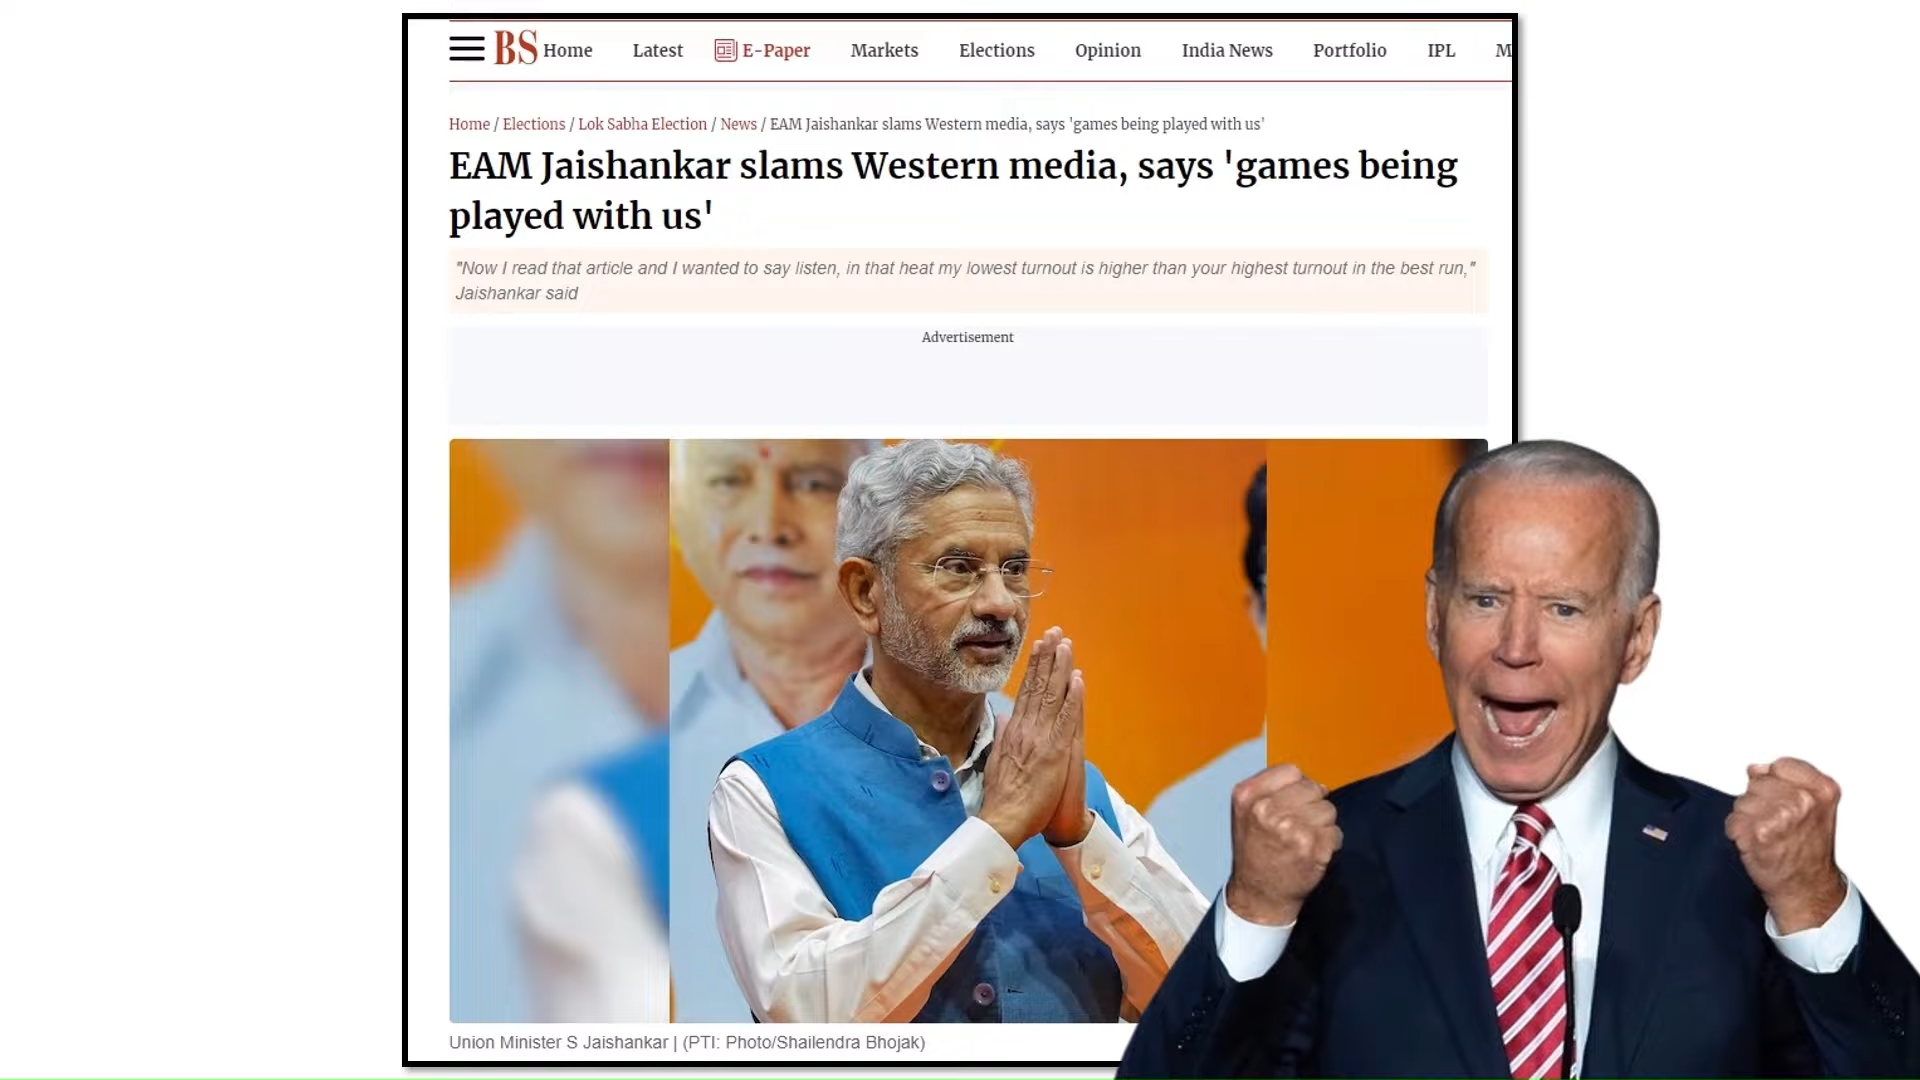 BS Home Latest E-Paper Markets Elections Opinion India News Portfolio IPL M
Home / Elections / Lok Sabha Election / News / EAM Jaishankar slams Western media, says 'games being played with us'
EAM Jaishankar slams Western media, says 'games being
played with us'
"Now I read that article and I wanted to say listen, in that heat my lowest turnout is higher than your highest turnout in the best run,"
Jaishankar said
Advertisement
Union Minister S Jaishankar | (PTI: Photo/Shailendra Bhojak)